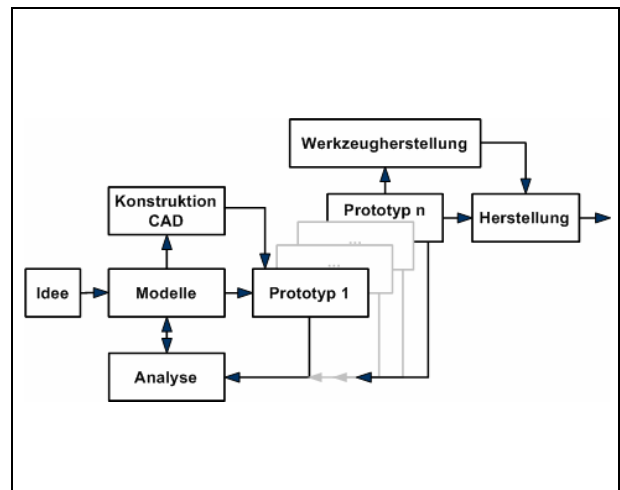 Werkzeugherstellung
Konstruktion
CAD
Prototyp n
Herstellung
...
...
Idee
Modelle
Prototyp 1
Analyse